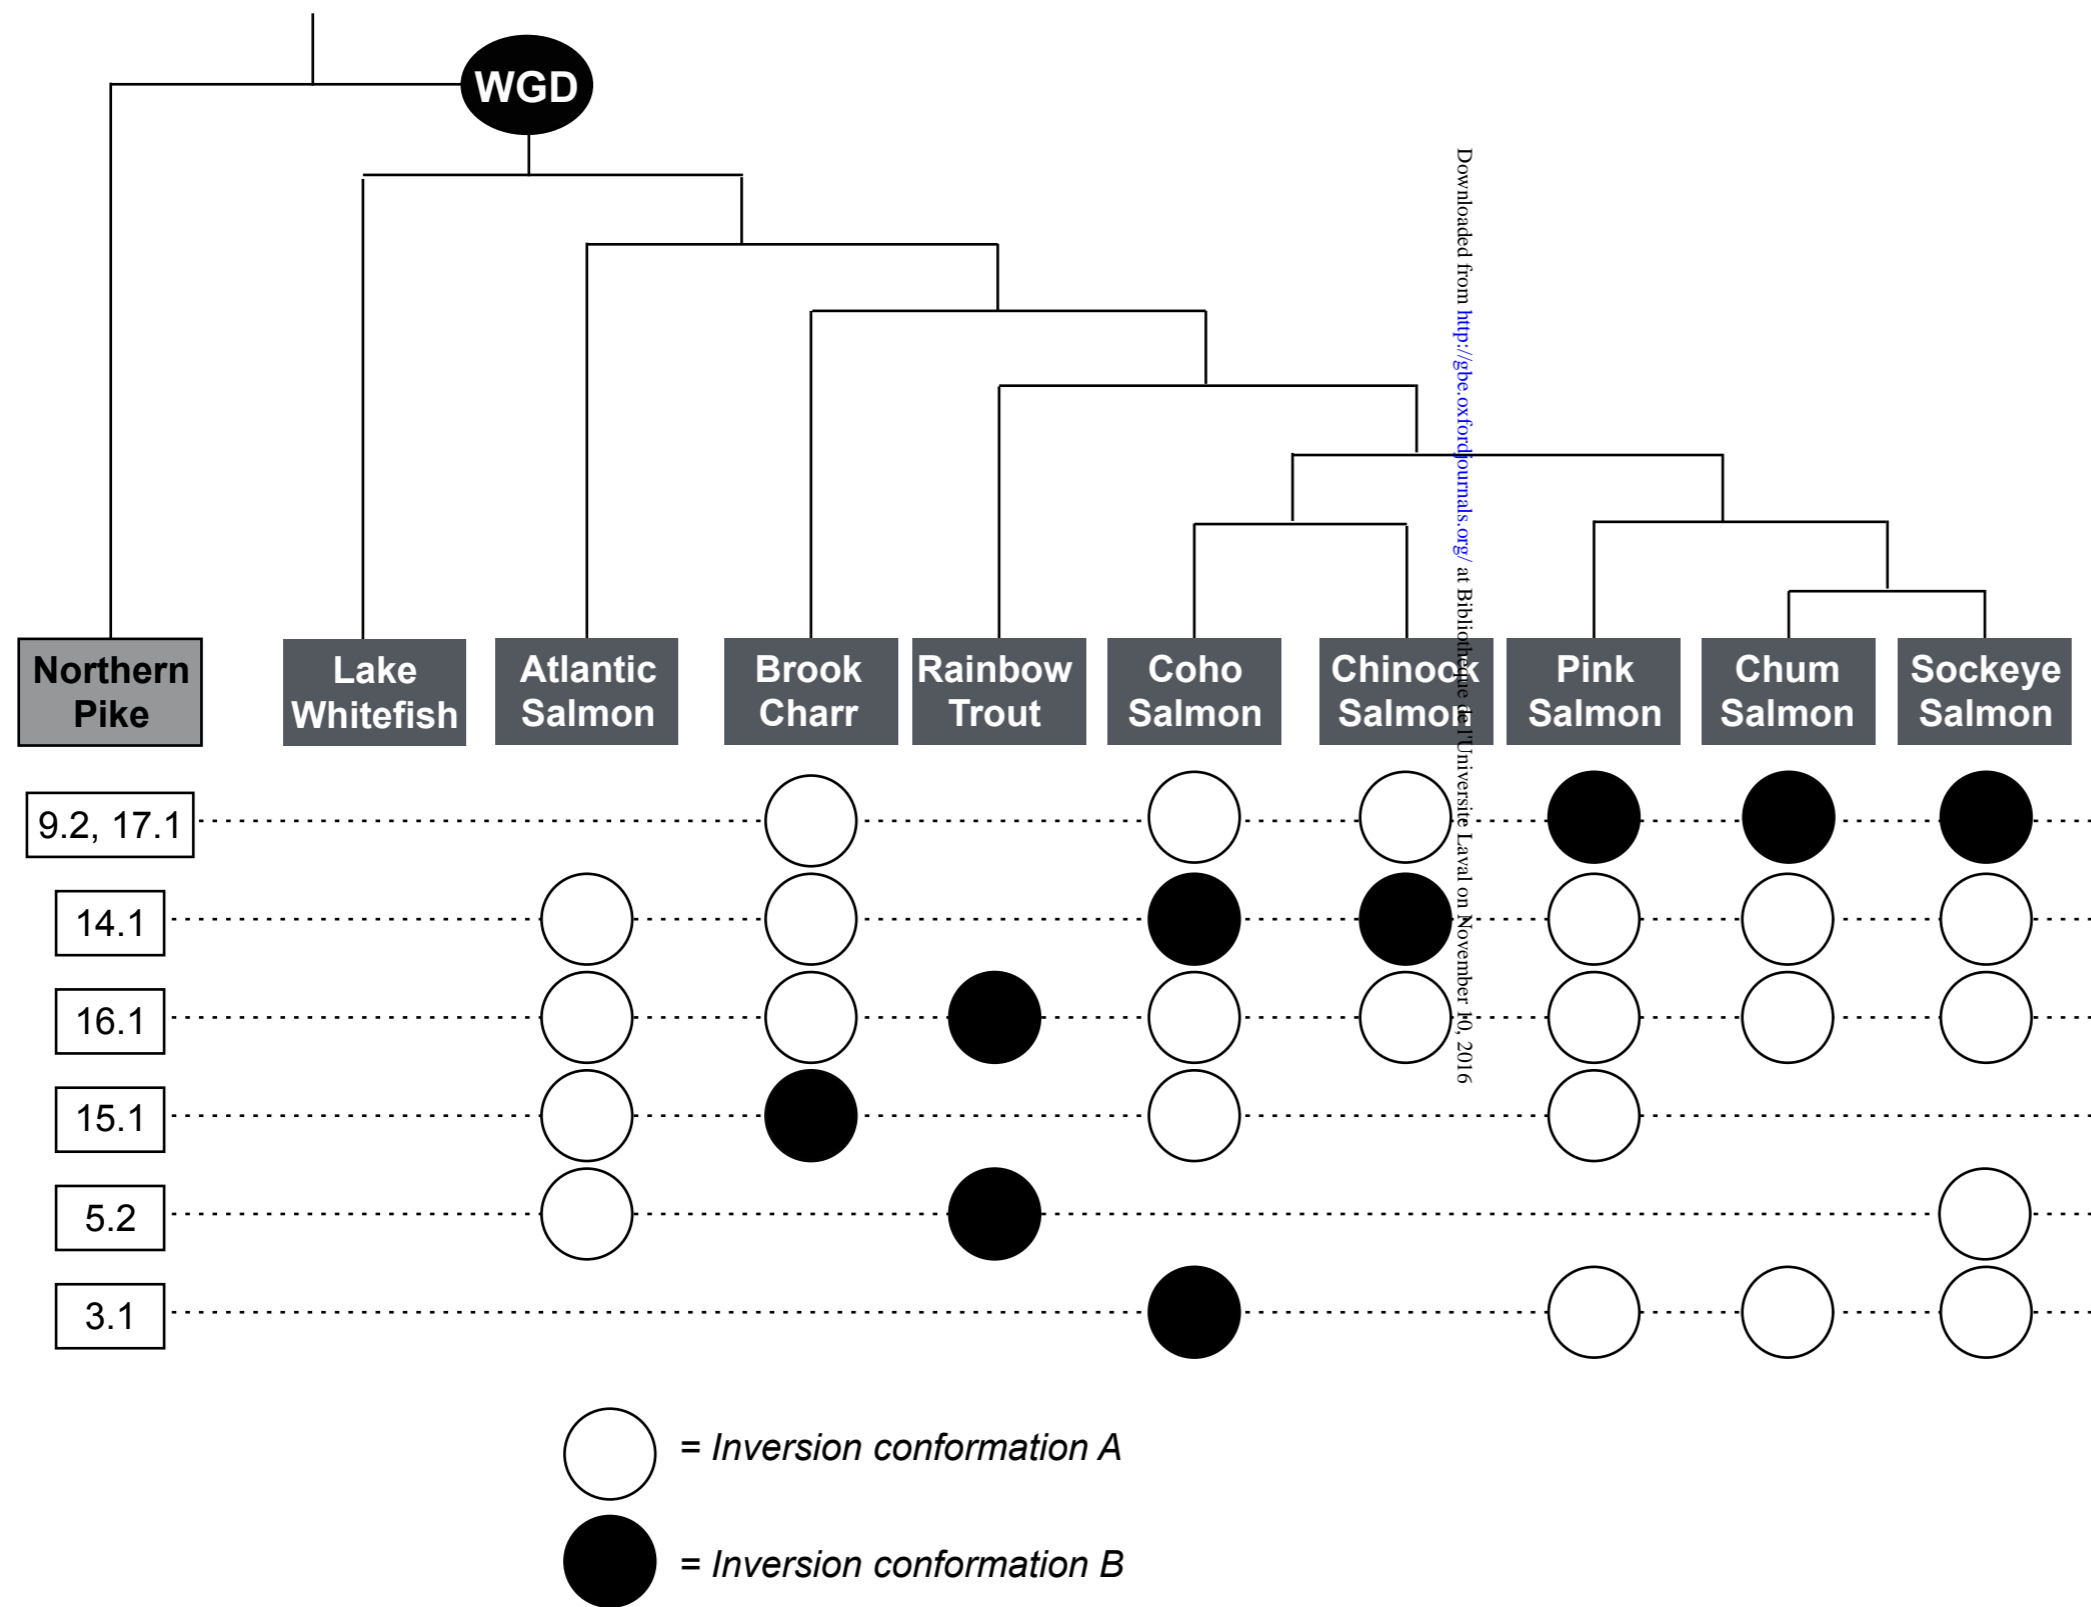 WGD
Downloaded from http://gbe.oxfordjournals.org/ at Bibliothèque de l'Universite Laval on November 10, 2016
Northern
Pike
Lake
Whitefish
Atlantic
Salmon
Brook
Charr
Rainbow
Trout
Coho
Salmon
Chinook
Salmon
Pink
Salmon
Chum
Salmon
Sockeye
Salmon
9.2, 17.1
14.1
16.1
15.1
5.2
3.1
= Inversion conformation A
= Inversion conformation B